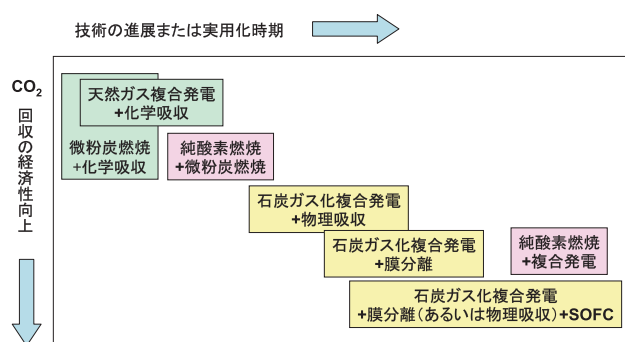 技術の進展または実用化時期
CO₂
回収の経済性向上
天然ガス複合発電
+化学吸収
微粉炭燃焼
+化学吸収
純酸素燃焼
+微粉炭燃焼
石炭ガス化複合発電
+物理吸収
石炭ガス化複合発電
+膜分離
純酸素燃焼
+複合発電
石炭ガス化複合発電
+膜分離(あるいは物理吸収)+SOFC